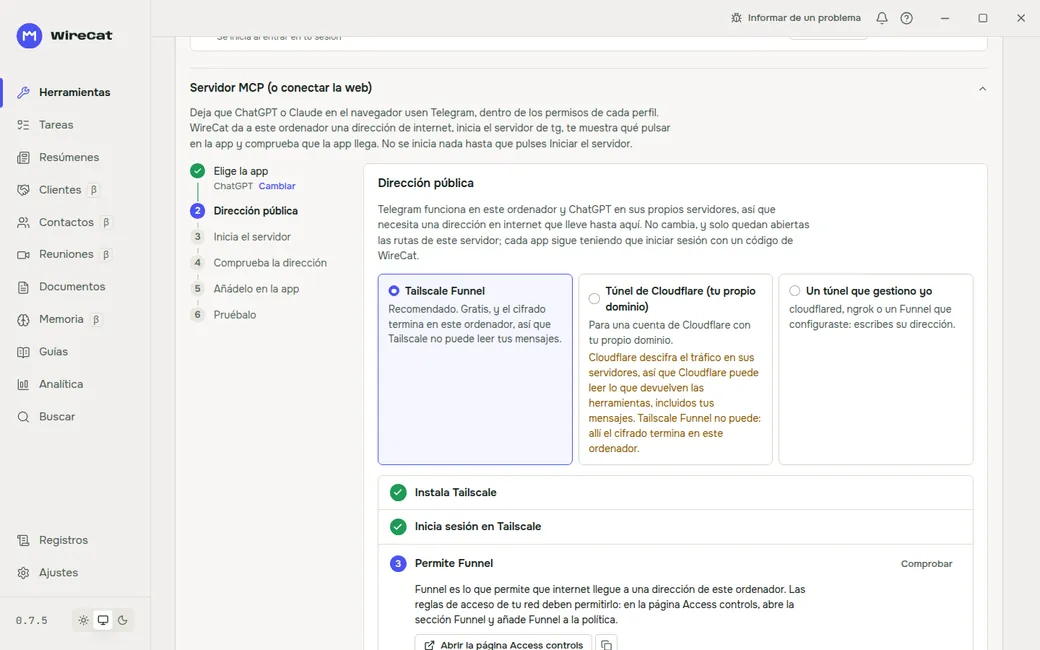 Informar de un problema
WireCat
Herramientas
Tareas
Resúmenes
Clientes β
Contactos β
Reuniones β
Documentos
Memoria β
Guías
Analítica
Buscar
Registros
Ajustes
0.7.5
Se inicia al entrar en tu sesión
Servidor MCP (o conectar la web)
Deja que ChatGPT o Claude en el navegador usen Telegram, dentro de los permisos de cada perfil.
WireCat da a este ordenador una dirección de internet, inicia el servidor de tg, te muestra qué pulsar
en la app y comprueba que la app llega. No se inicia nada hasta que pulses Iniciar el servidor.
Elige la app
ChatGPT Cambiar
2 Dirección pública
3 Inicia el servidor
4 Comprueba la dirección
5 Añádelo en la app
6 Pruébalo
Dirección pública
Telegram funciona en este ordenador y ChatGPT en sus propios servidores, así que
necesita una dirección en internet que lleve hasta aquí. No cambia, y solo quedan abiertas
las rutas de este servidor; cada app sigue teniendo que iniciar sesión con un código de
WireCat.
Tailscale Funnel
Recomendado. Gratis, y el cifrado
termina en este ordenador, así que
Tailscale no puede leer tus mensajes.
Túnel de Cloudflare (tu propio
dominio)
Para una cuenta de Cloudflare con
tu propio dominio.
Cloudflare descifra el tráfico en sus
servidores, así que Cloudflare puede
leer lo que devuelven las
herramientas, incluidos tus
mensajes. Tailscale Funnel no puede:
allí el cifrado termina en este
ordenador.
Un túnel que gestiono yo
cloudflared, ngrok o un Funnel que
configuraste: escribes su dirección.
Instala Tailscale
Inicia sesión en Tailscale
3 Permite Funnel
Comprobar
Funnel es lo que permite que internet llegue a una dirección de este ordenador. Las
reglas de acceso de tu red deben permitirlo: en la página Access controls, abre la
sección Funnel y añade Funnel a la política.
Abrir la página Access controls